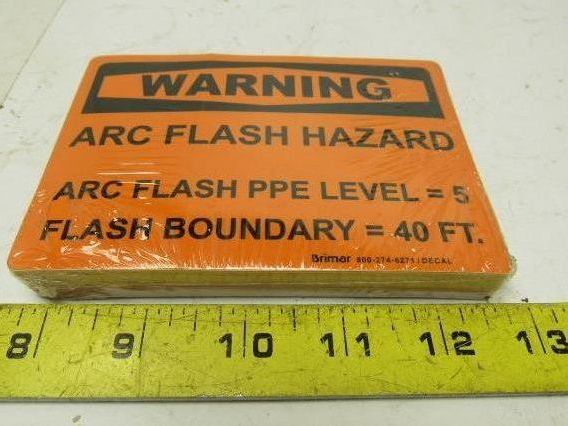 WARNING
ARC FLASH HAZARD
ARC FLASH PPE LEVEL = 5
FLASH BOUNDARY = 40 FT.
Brimar 800-274-6271 / DECAL
8 9 10 11 12 13